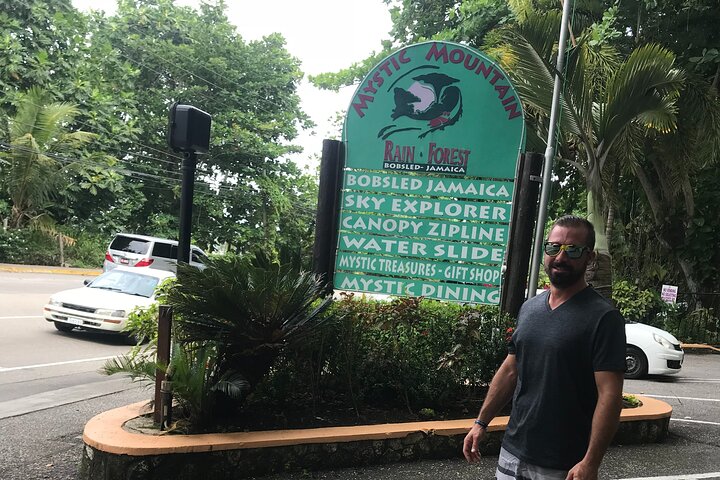 Mystic Mountain
Rain • Forest
Bobsled - Jamaica
Bobsled Jamaica
Sky Explorer
Canopy Zipline
Water Slide
Mystic Treasures - Gift Shop
Mystic Dining